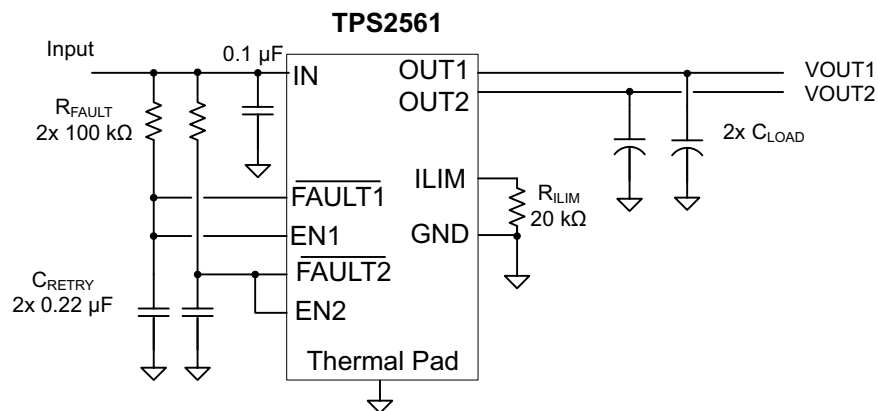 TPS2561
Input
0.1 µF
IN
OUT1
VOUT1
OUT2
VOUT2
RFAULT
2x 100 kΩ
2x CLOAD
ILIM
RILIM
20 kΩ
FAULT1
EN1
GND
FAULT2
CRETRY
2x 0.22 µF
EN2
Thermal Pad